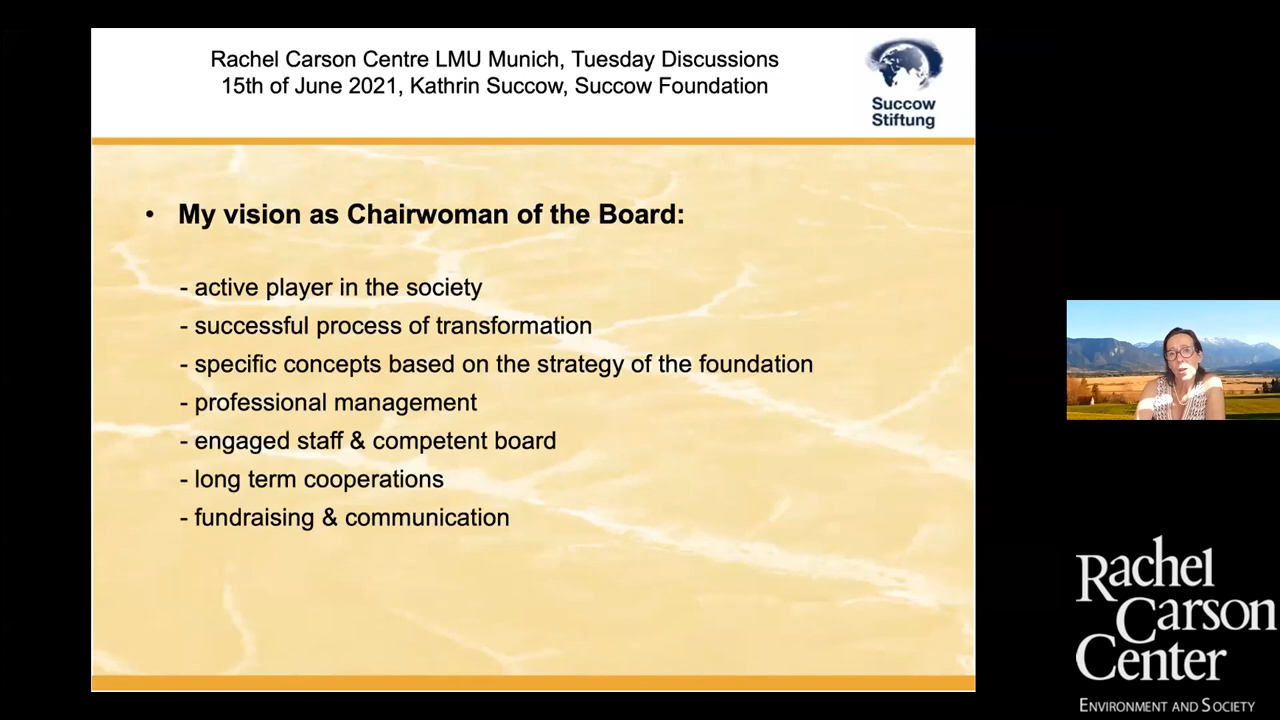 Rachel Carson Centre LMU Munich, Tuesday Discussions
15th of June 2021, Kathrin Succow, Succow Foundation
Succow
Stiftung
• My vision as Chairwoman of the Board:
- active player in the society
- successful process of transformation
- specific concepts based on the strategy of the foundation
- professional management
- engaged staff & competent board
- long term cooperations
- fundraising & communication
Rachel
Carson
Center
ENVIRONMENT AND SOCIETY